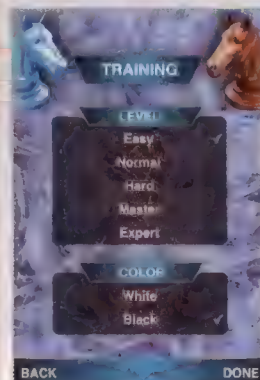 TRAINING
LEVEL
Easy
Normal
Hard
Master
Expert
COLOR
White
Black
BACK DONE